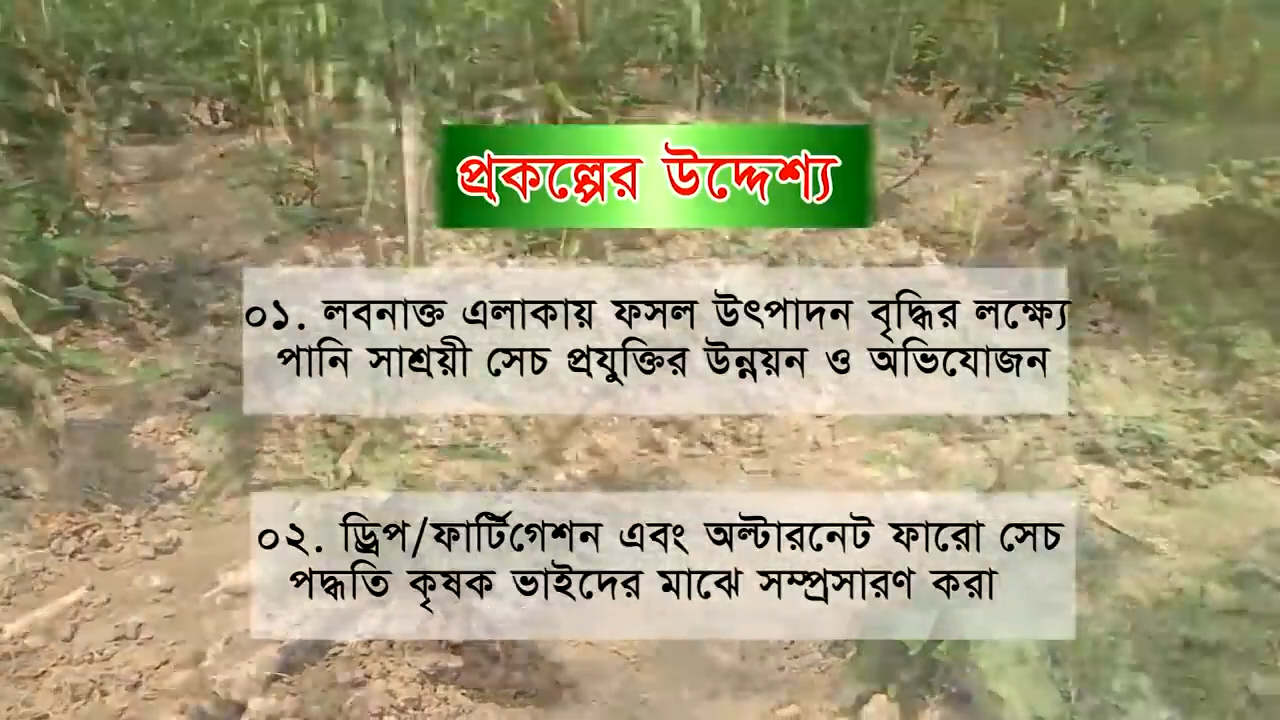 প্রকল্পের উদ্দেশ্য
০১. লবনাক্ত এলাকায় ফসল উৎপাদন বৃদ্ধির লক্ষ্যে
পানি সাশ্রয়ী সেচ প্রযুক্তির উন্নয়ন ও অভিযোজন
০২. ড্রিপ/ফার্টিগেশন এবং অল্টারনেট ফারো সেচ
পদ্ধতি কৃষক ভাইদের মাঝে সম্প্রসারণ করা